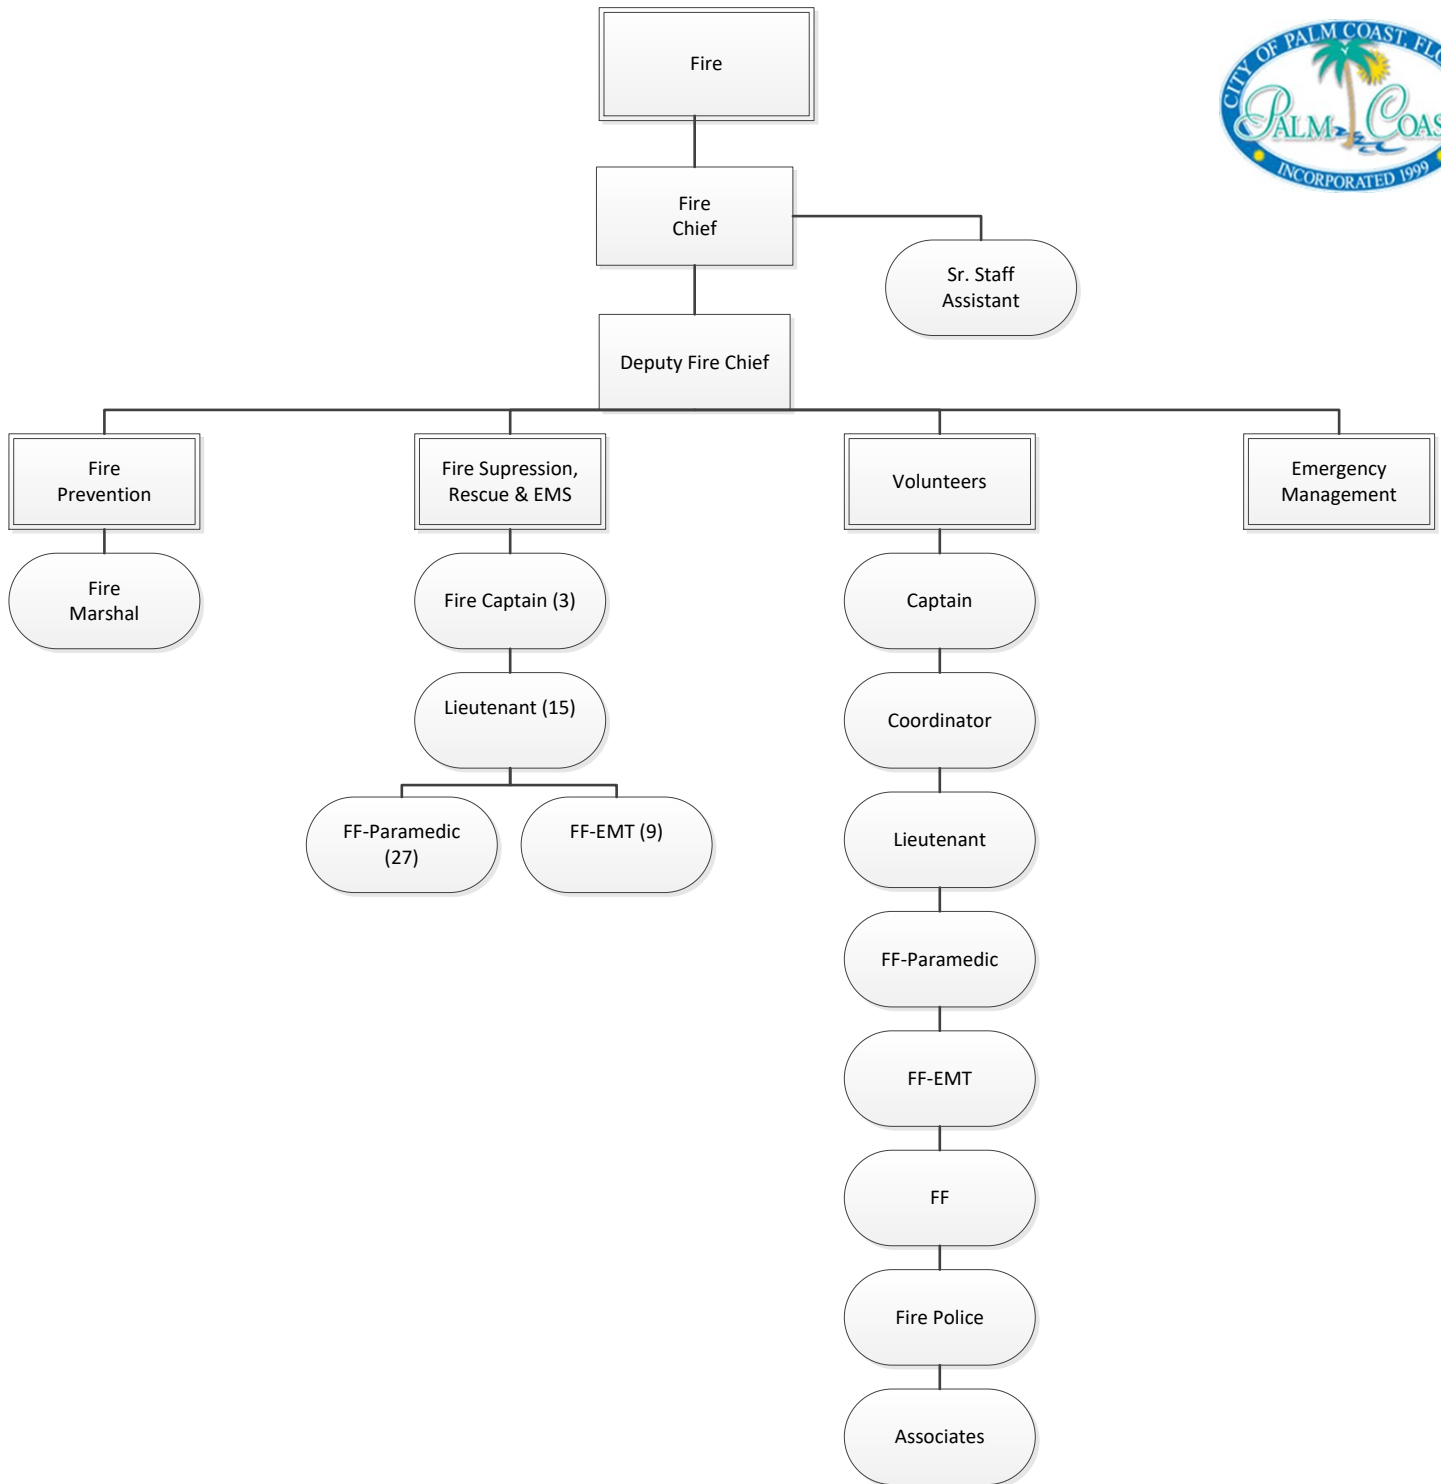 Fire
CITY OF PALM COAST,
PALM
INCORPORATED 1999
Fire
Chief
Sr. Staff
Assistant
Deputy Fire Chief
Fire
Prevention
Fire Supression,
Rescue & EMS
Volunteers
Emergency
Management
Fire
Marshal
Fire Captain (3)
Captain
Lieutenant (15)
Coordinator
FF-Paramedic
(27)
FF-EMT (9)
Lieutenant
FF-Paramedic
FF-EMT
FF
Fire Police
Associates